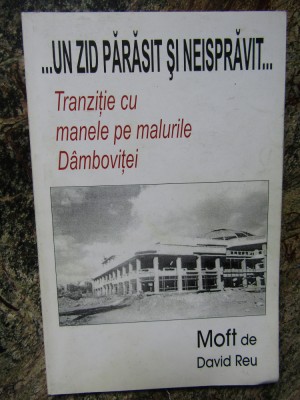 ...UN ZID PĂRĂSIT ŞI NEISPRĂVIT...
Tranziţie cu
manele pe malurile
Dâmboviţei
Moft de
David Reu